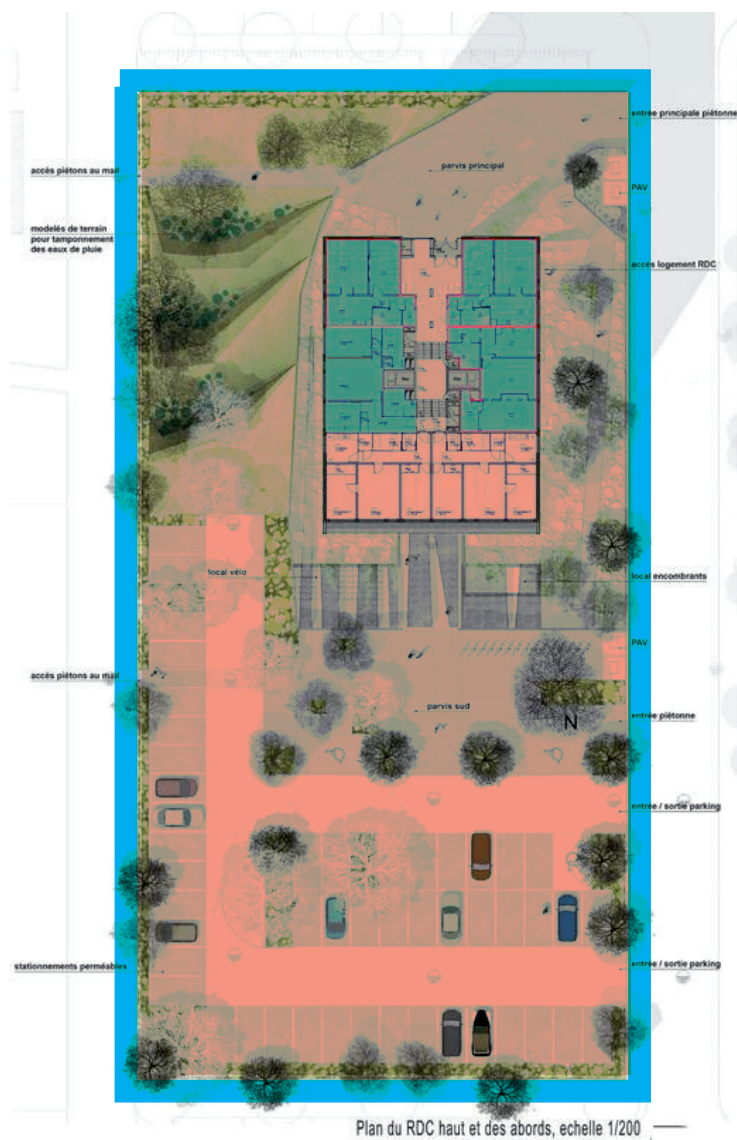 entrée principale piétonne
accès piétons au mail
parvis principal
PAV
modelés de terrain
pour tamponnement
des eaux de pluie
accès logement RDC
local vélo
local encombrants
PAV
accès piétons au mail
parvis sud
N
entrée piétonne
entrée / sortie parking
stationnements perméables
entrée / sortie parking
Plan du RDC haut et des abords, echelle 1/200